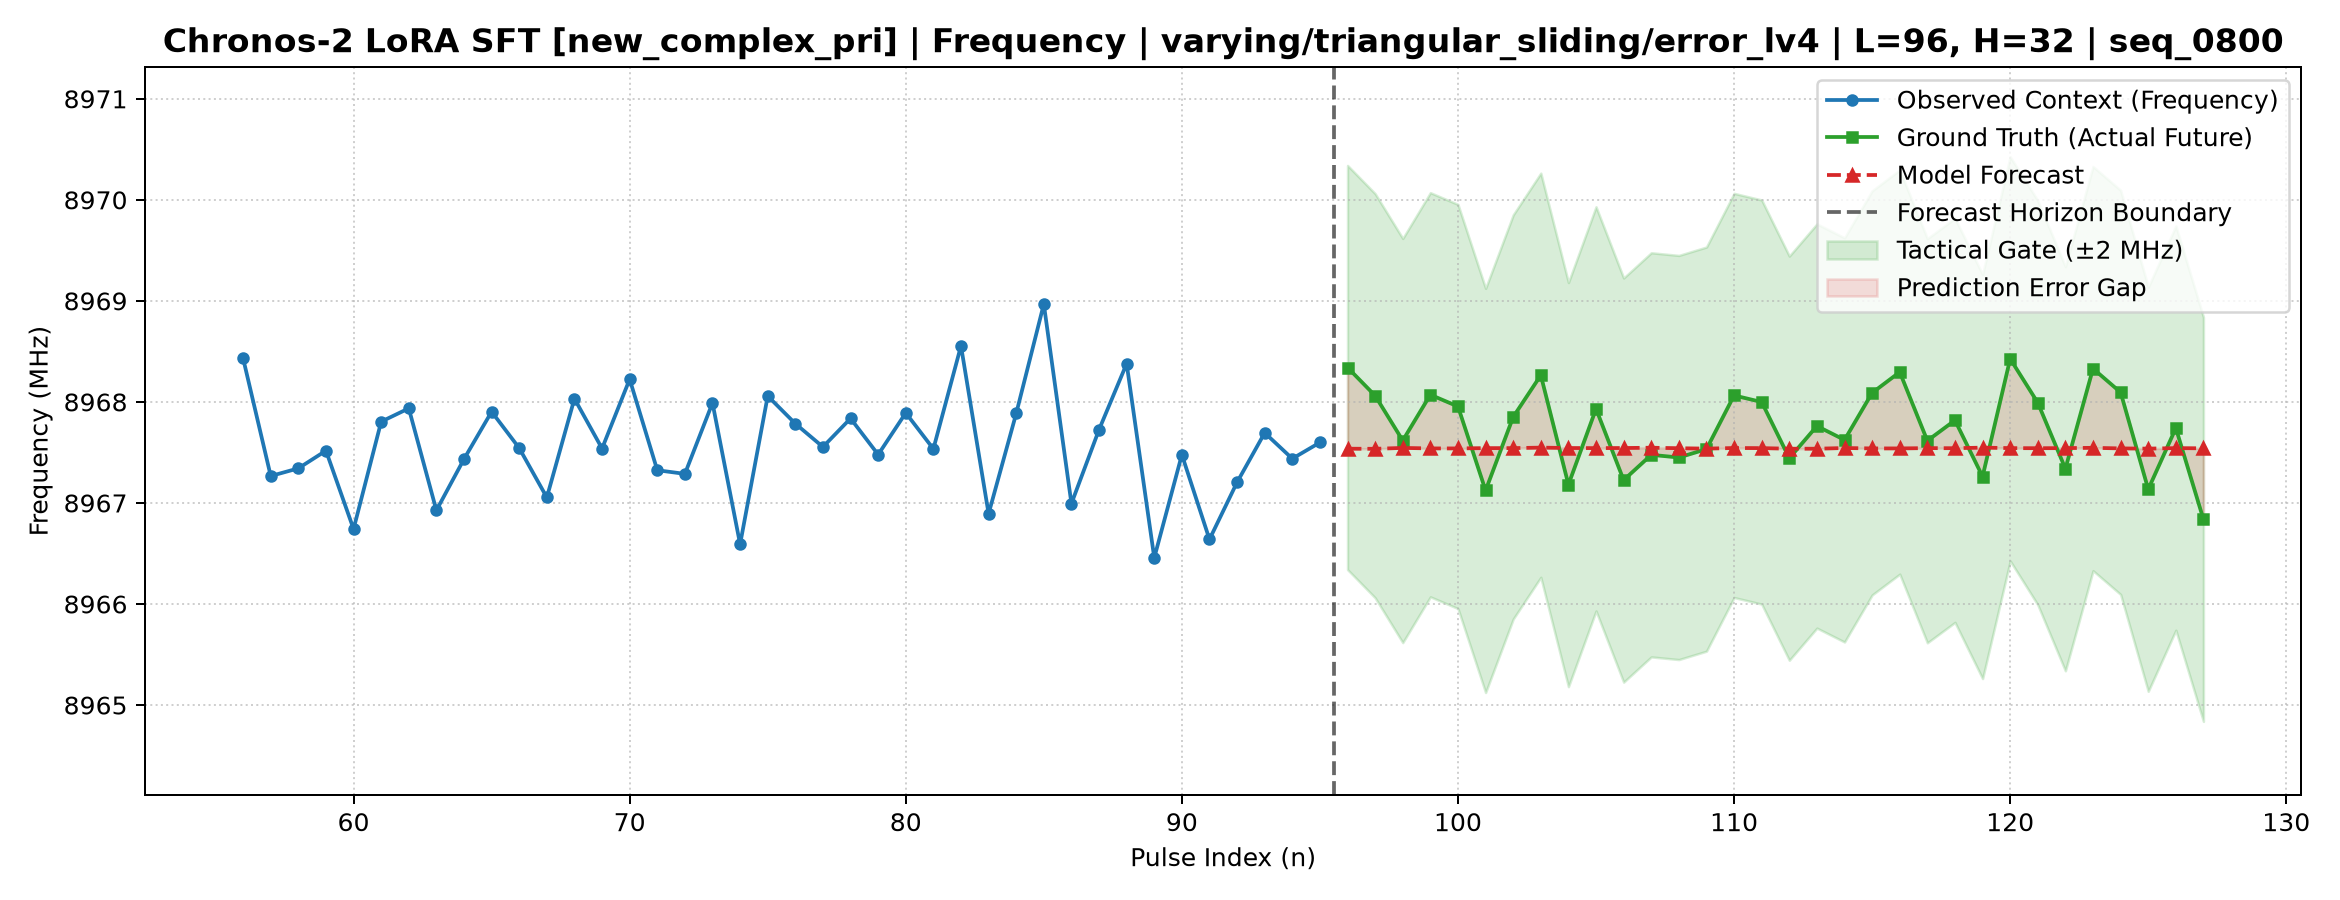 Chronos-2 LoRA SFT [new_complex_pri] | Frequency | varying/triangular_sliding/error_lv4 | L=96, H=32 | seq_0800
Frequency (MHz)
8971
8970
8969
8968
8967
8966
8965
Observed Context (Frequency)
Ground Truth (Actual Future)
Model Forecast
Forecast Horizon Boundary
Tactical Gate (±2 MHz)
Prediction Error Gap
60
70
80
90
100
110
120
130
Pulse Index (n)